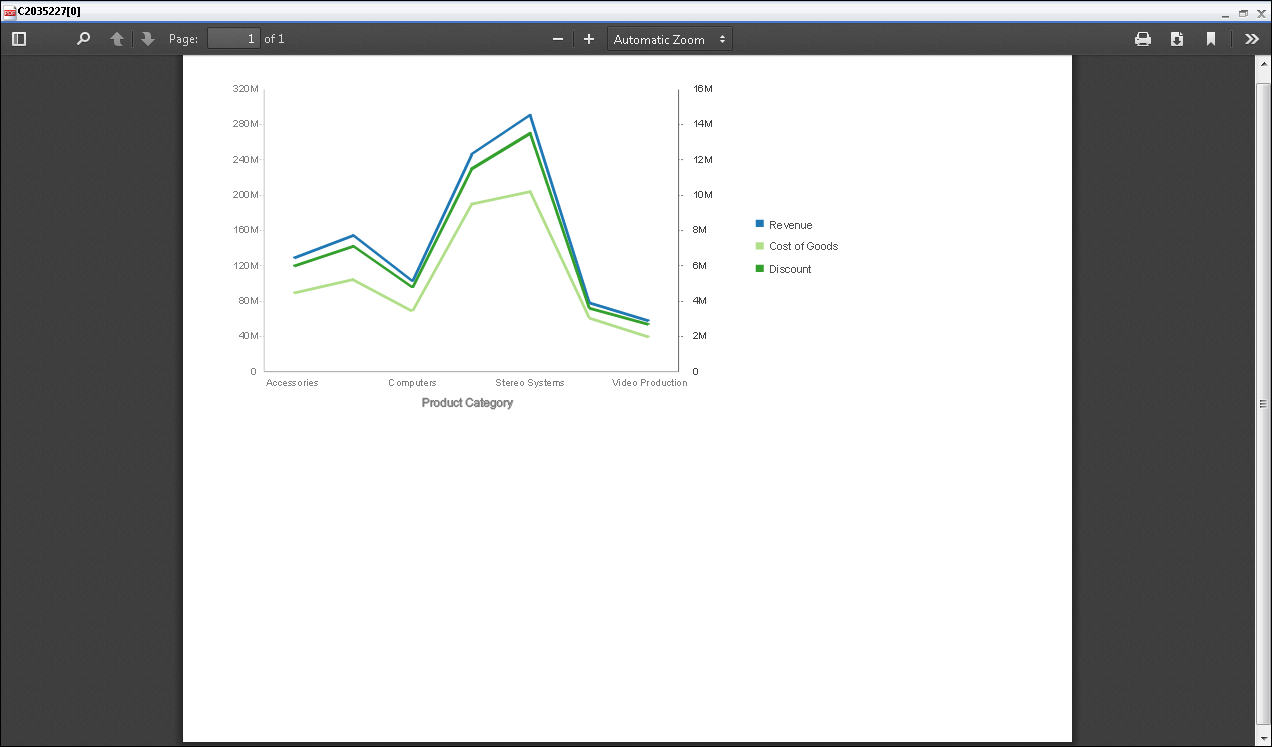 C2035227[0]
Page: 1 of 1 Automatic Zoom
320M 16M
280M 14M
240M 12M
200M 10M
160M 8M
120M 6M
80M 4M
40M 2M
0 0
Revenue
Cost of Goods
Discount
Accessories Computers Stereo Systems Video Production
Product Category